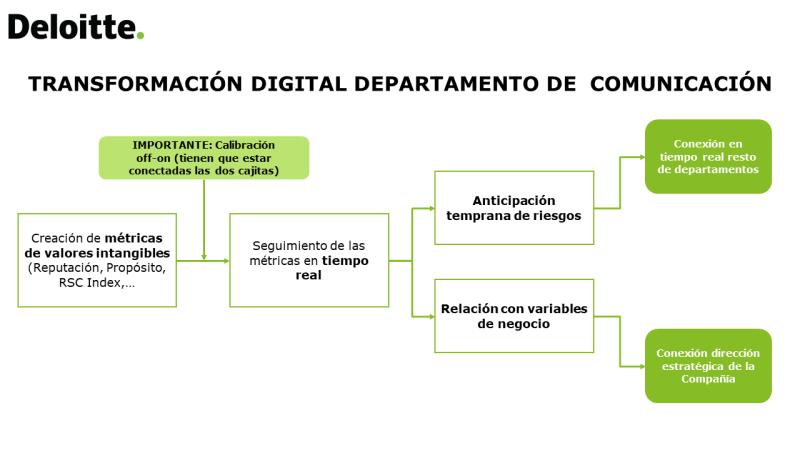 Deloitte.
TRANSFORMACIÓN DIGITAL DEPARTAMENTO DE  COMUNICACIÓN
IMPORTANTE: Calibración
off-on (tienen que estar
conectadas las dos cajitas)
Creación de métricas
de valores intangibles
(Reputación, Propósito,
RSC Index,...
Seguimiento de las
métricas en tiempo
real
Anticipación
temprana de riesgos
Relación con variables
de negocio
Conexión en
tiempo real resto
de departamentos
Conexión dirección
estratégica de la
Compañía